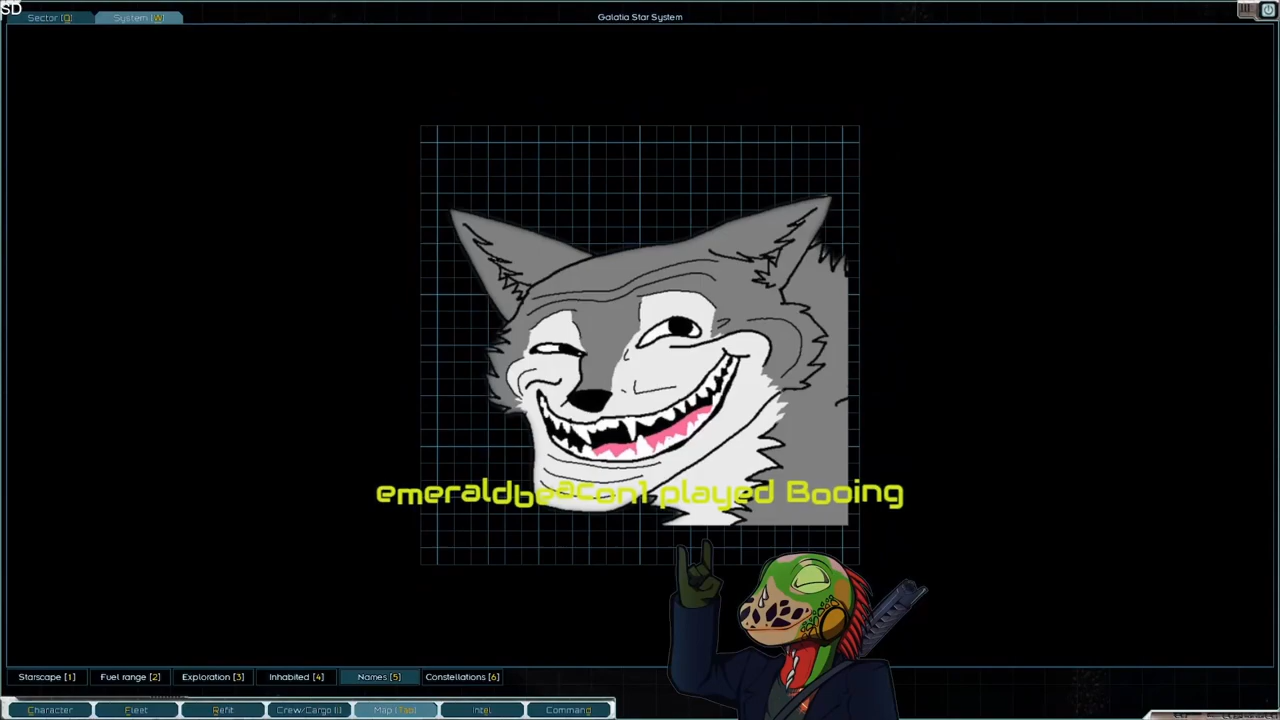 SD
Sector [Q]
System [W]
Galatia Star System
emeraldbeacon1 played Booing
Starscape [1]
Fuel range [2]
Exploration [3]
Inhabited [4]
Names [5]
Constellations [6]
Character
Fleet
Refit
Crew/Cargo [I]
Map [Tab]
Intel
Command